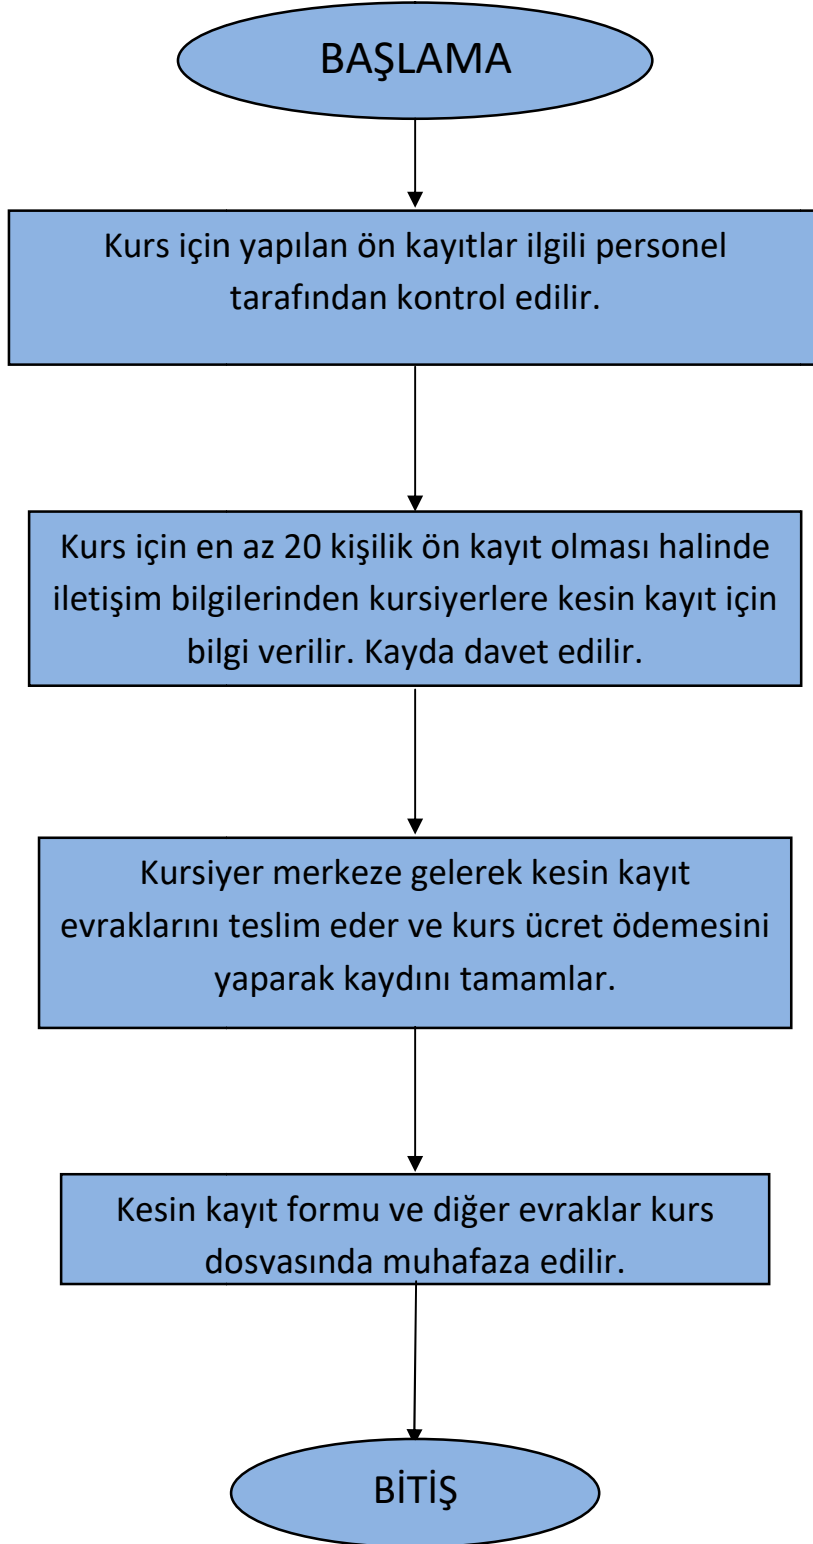 BAŞLAMA
Kurs için yapılan ön kayıtlar ilgili personel
tarafından kontrol edilir.
Kurs için en az 20 kişilik ön kayıt olması halinde
iletişim bilgilerinden kursiyerlere kesin kayıt için
bilgi verilir. Kayda davet edilir.
Kursiyer merkeze gelerek kesin kayıt
evraklarını teslim eder ve kurs ücret ödemesini
yaparak kaydını tamamlar.
Kesin kayıt formu ve diğer evraklar kurs
dosyasında muhafaza edilir.
BİTİŞ